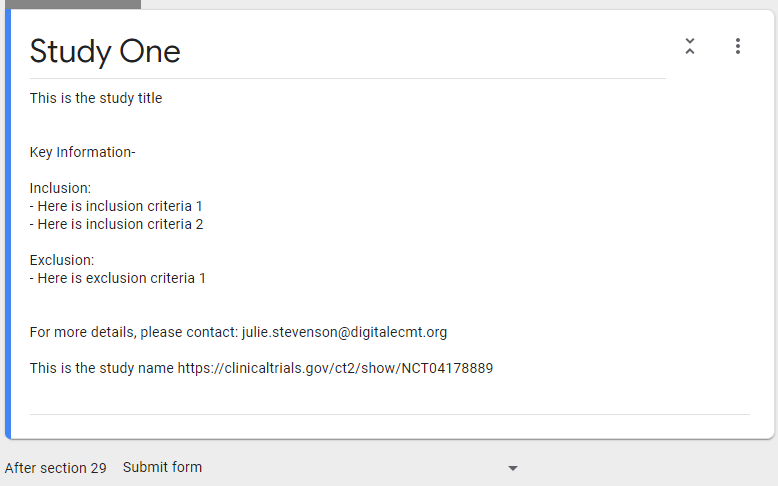 Study One
This is the study title
Key Information-
Inclusion:
- Here is inclusion criteria 1
- Here is inclusion criteria 2
Exclusion:
- Here is exclusion criteria 1
For more details, please contact: julie.stevenson@digitalecmt.org
This is the study name https://clinicaltrials.gov/ct2/show/NCT04178889
After section 29 Submit form